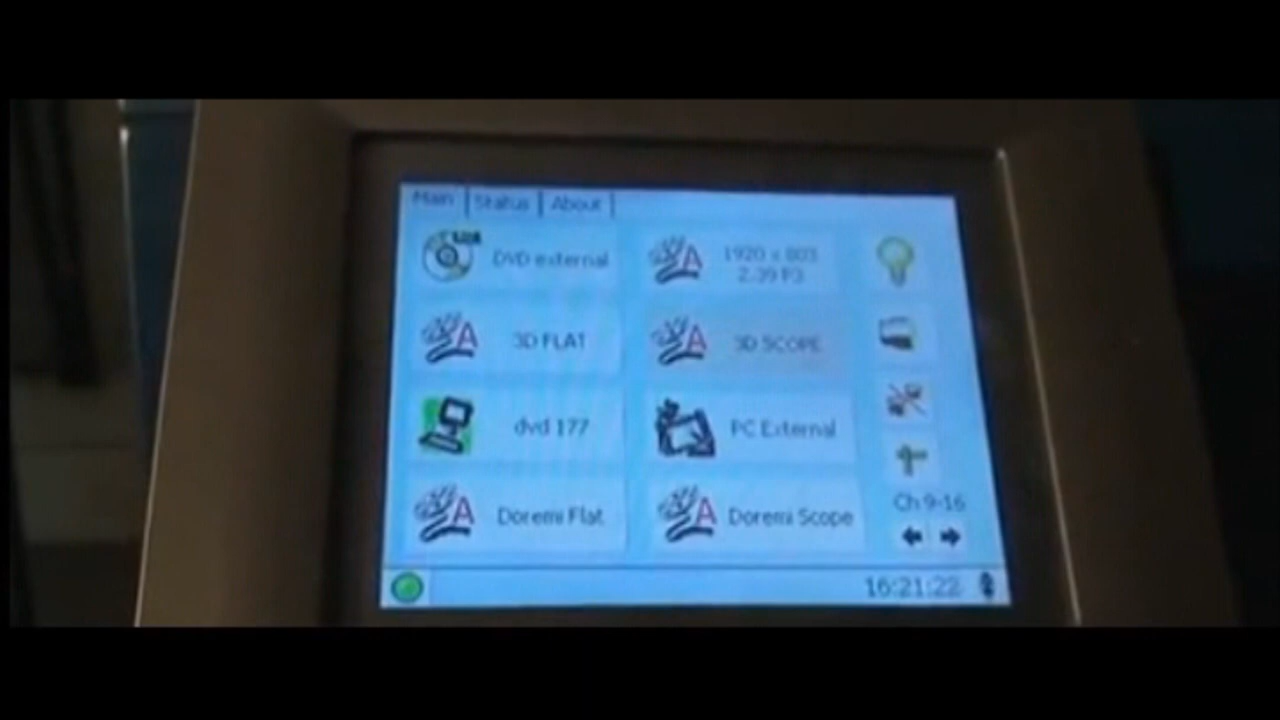 Main Status About
DVD external
1920 x 803
2.39 P3
3D FLAT
3D SCOPE
dvd 177
PC External
Doremi Flat
Doremi Scope
Ch 9-16
16:21:22